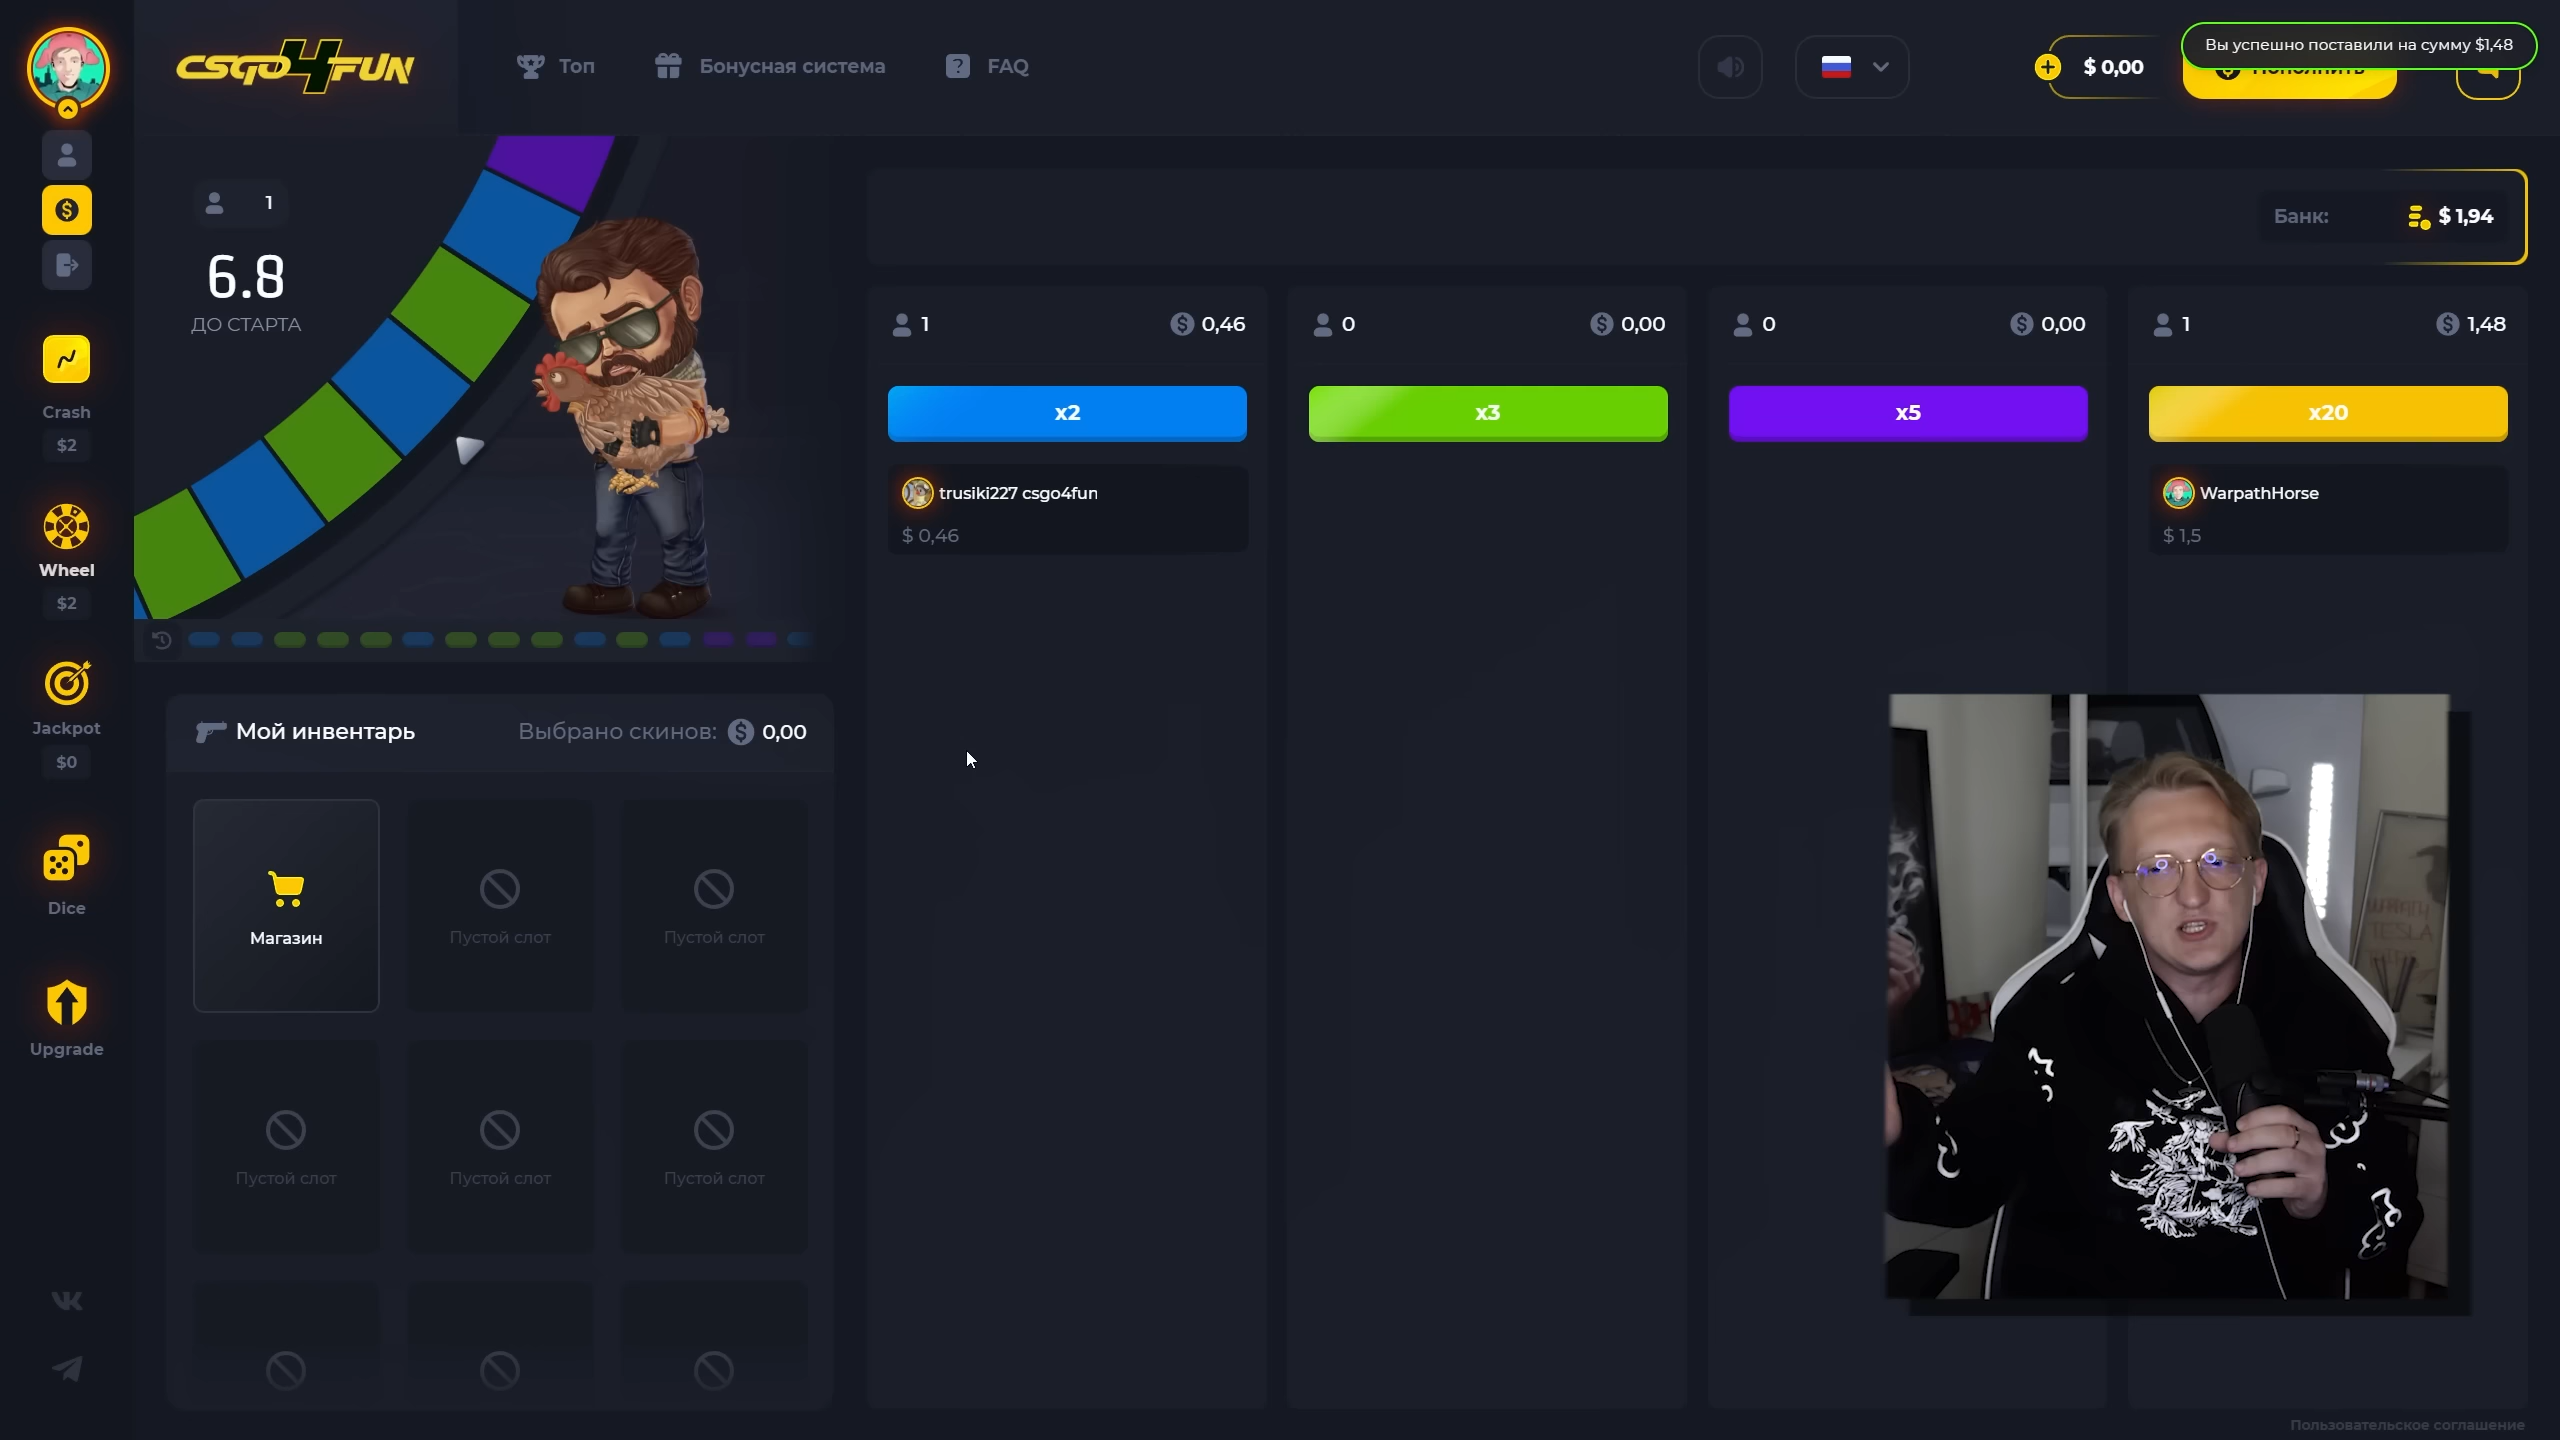 CSGO4FUN
Топ
Бонусная система
FAQ
$ 0,00
Вы успешно поставили на сумму $1,48
1
6.8
ДО СТАРТА
Банк:
$ 1,94
1
0,46
0
0,00
0
0,00
1
1,48
x2
x3
x5
x20
trusiki227 csgo4fun
$ 0,46
WarpathHorse
$ 1,5
Crash
$2
Wheel
$2
Jackpot
$0
Dice
Upgrade
Мой инвентарь
Выбрано скинов:
0,00
Магазин
Пустой слот
Пустой слот
Пустой слот
Пустой слот
Пустой слот
Пользовательское соглашение